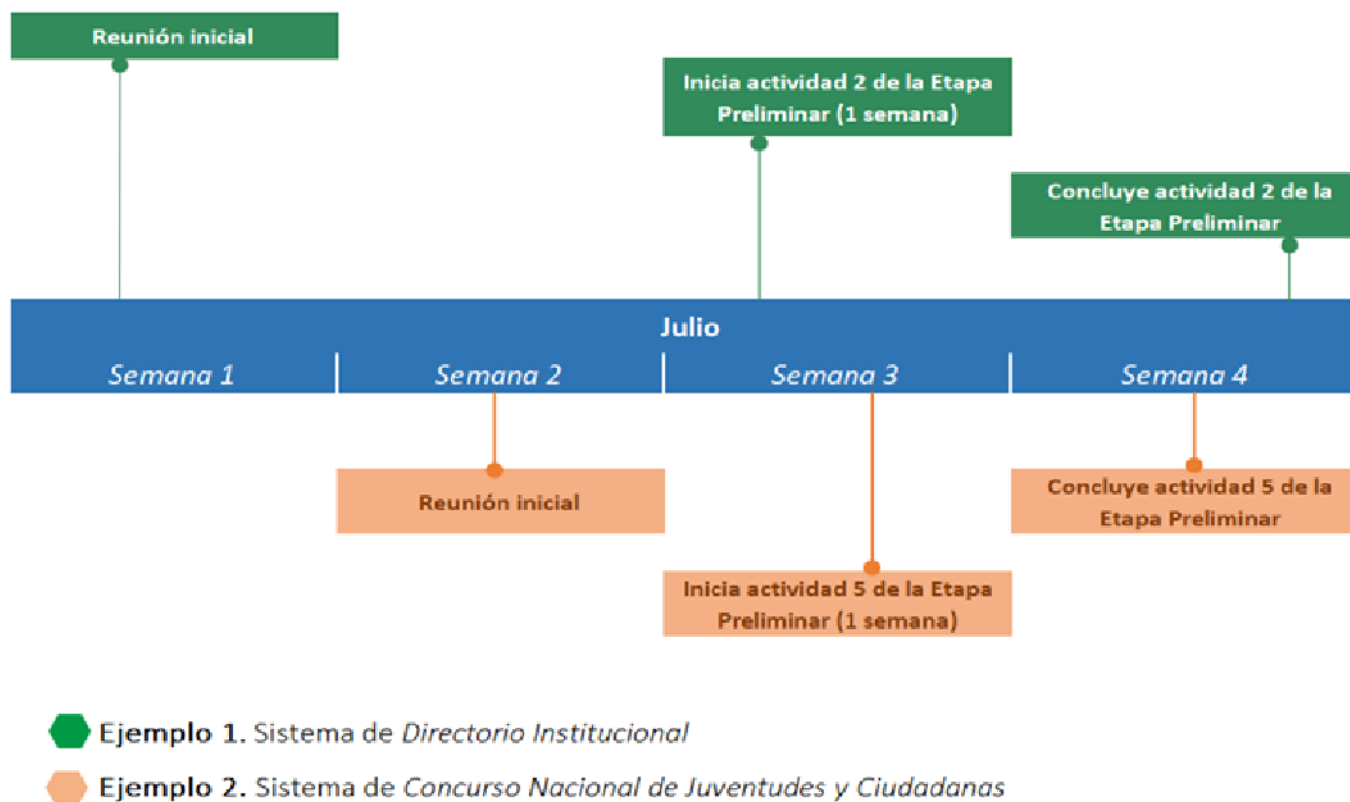 Reunión inicial
Inicia actividad 2 de la Etapa
Preliminar (1 semana)
Concluye actividad 2 de la
Etapa Preliminar
Julio
Semana 1
Semana 2
Semana 3
Semana 4
Reunión inicial
Concluye actividad 5 de la
Etapa Preliminar
Inicia actividad 5 de la Etapa
Preliminar (1 semana)
Ejemplo 1. Sistema de Directorio Institucional
Ejemplo 2. Sistema de Concurso Nacional de Juventudes y Ciudadanas